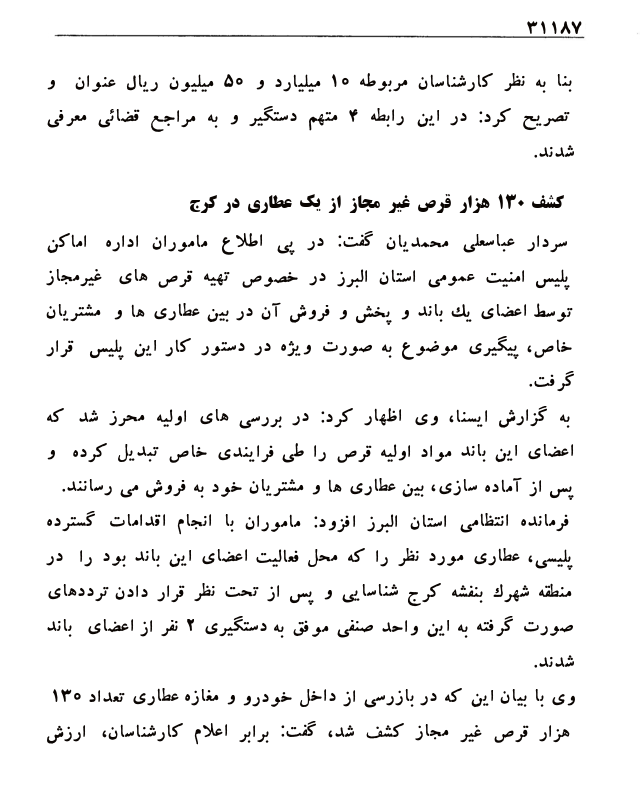 ۳۱۱۸۷
بنا به نظر کارشناسان مربوطه ۱۰ میلیارد و ۵۰ میلیون ریال عنوان و
تصریح کرد: در این رابطه ۴ متهم دستگیر و به مراجع قضائی معرفی
شدند.
کشف ۱۳۰ هزار قرص غیر مجاز از یک عطاری در کرج
سردار عباسعلی محمدیان گفت: در پی اطلاع ماموران اداره اماکن
پلیس امنیت عمومی استان البرز در خصوص تهیه قرص های غیرمجاز
توسط اعضای یك باند و پخش و فروش آن در بین عطاری ها و مشتریان
خاص، پیگیری موضوع به صورت ویژه در دستور کار این پلیس قرار
گرفت.
به گزارش ایسنا، وی اظهار کرد: در بررسی های اولیه محرز شد که
اعضای این باند مواد اولیه قرص را طی فرایندی خاص تبدیل کرده و
پس از آماده سازی، بین عطاری ها و مشتریان خود به فروش می رسانند.
فرمانده انتظامی استان البرز افزود: ماموران با انجام اقدامات گسترده
پلیسی، عطاری مورد نظر را که محل فعالیت اعضای این باند بود را در
منطقه شهرك بنفشه کرج شناسایی و پس از تحت نظر قرار دادن ترددهای
صورت گرفته به این واحد صنفی موفق به دستگیری ۲ نفر از اعضای باند
شدند.
وی با بیان این که در بازرسی از داخل خودرو و مغازه عطاری تعداد ۱۳۰
هزار قرص غیر مجاز کشف شد، گفت: برابر اعلام کارشناسان، ارزش